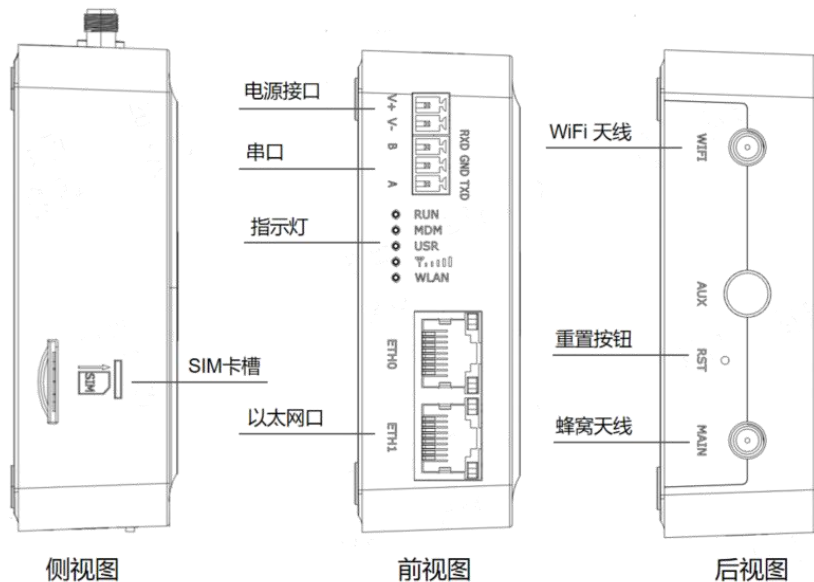 电源接口
V+
V-
串口
B
A
RXD GND TXD
指示灯
RUN
MDM
USR
WLAN
SIM
SIM卡槽
ETH0
以太网口
ETH1
WiFi 天线
WIFI
AUX
重置按钮
RST
蜂窝天线
MAIN
侧视图
前视图
后视图